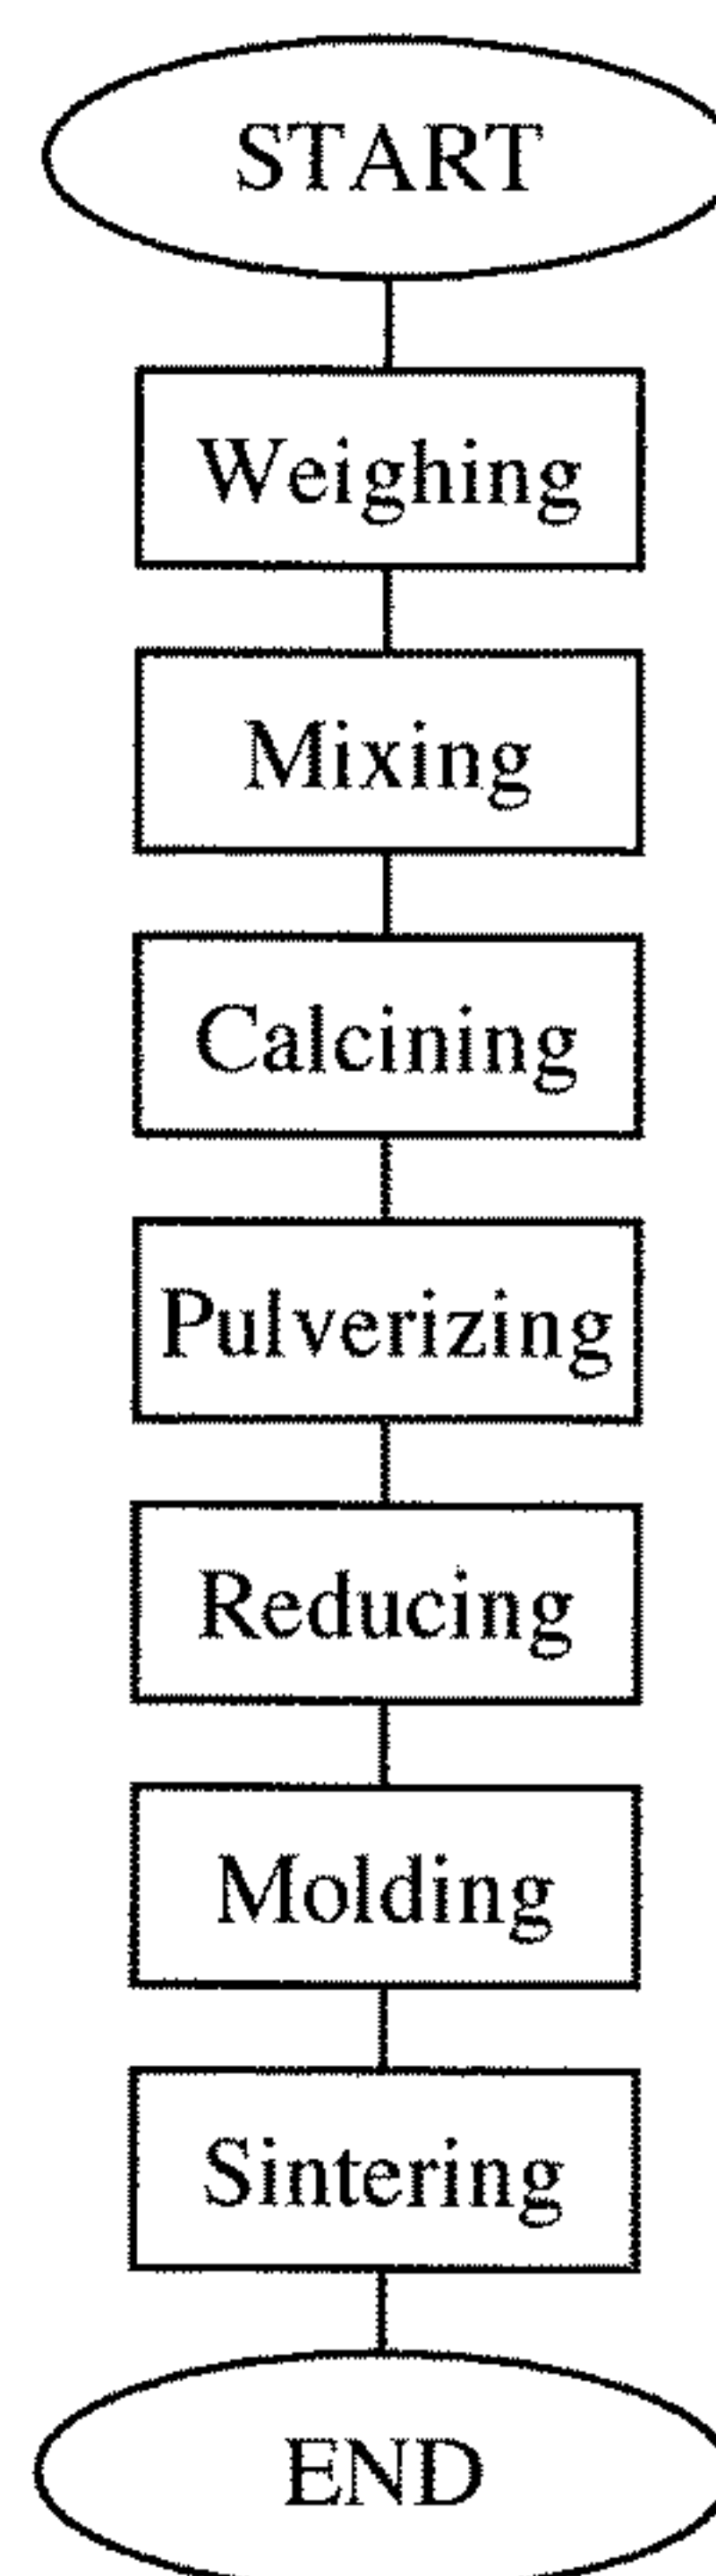 START
Weighing
Mixing
Calcining
Pulverizing
Reducing
Molding
Sintering
END